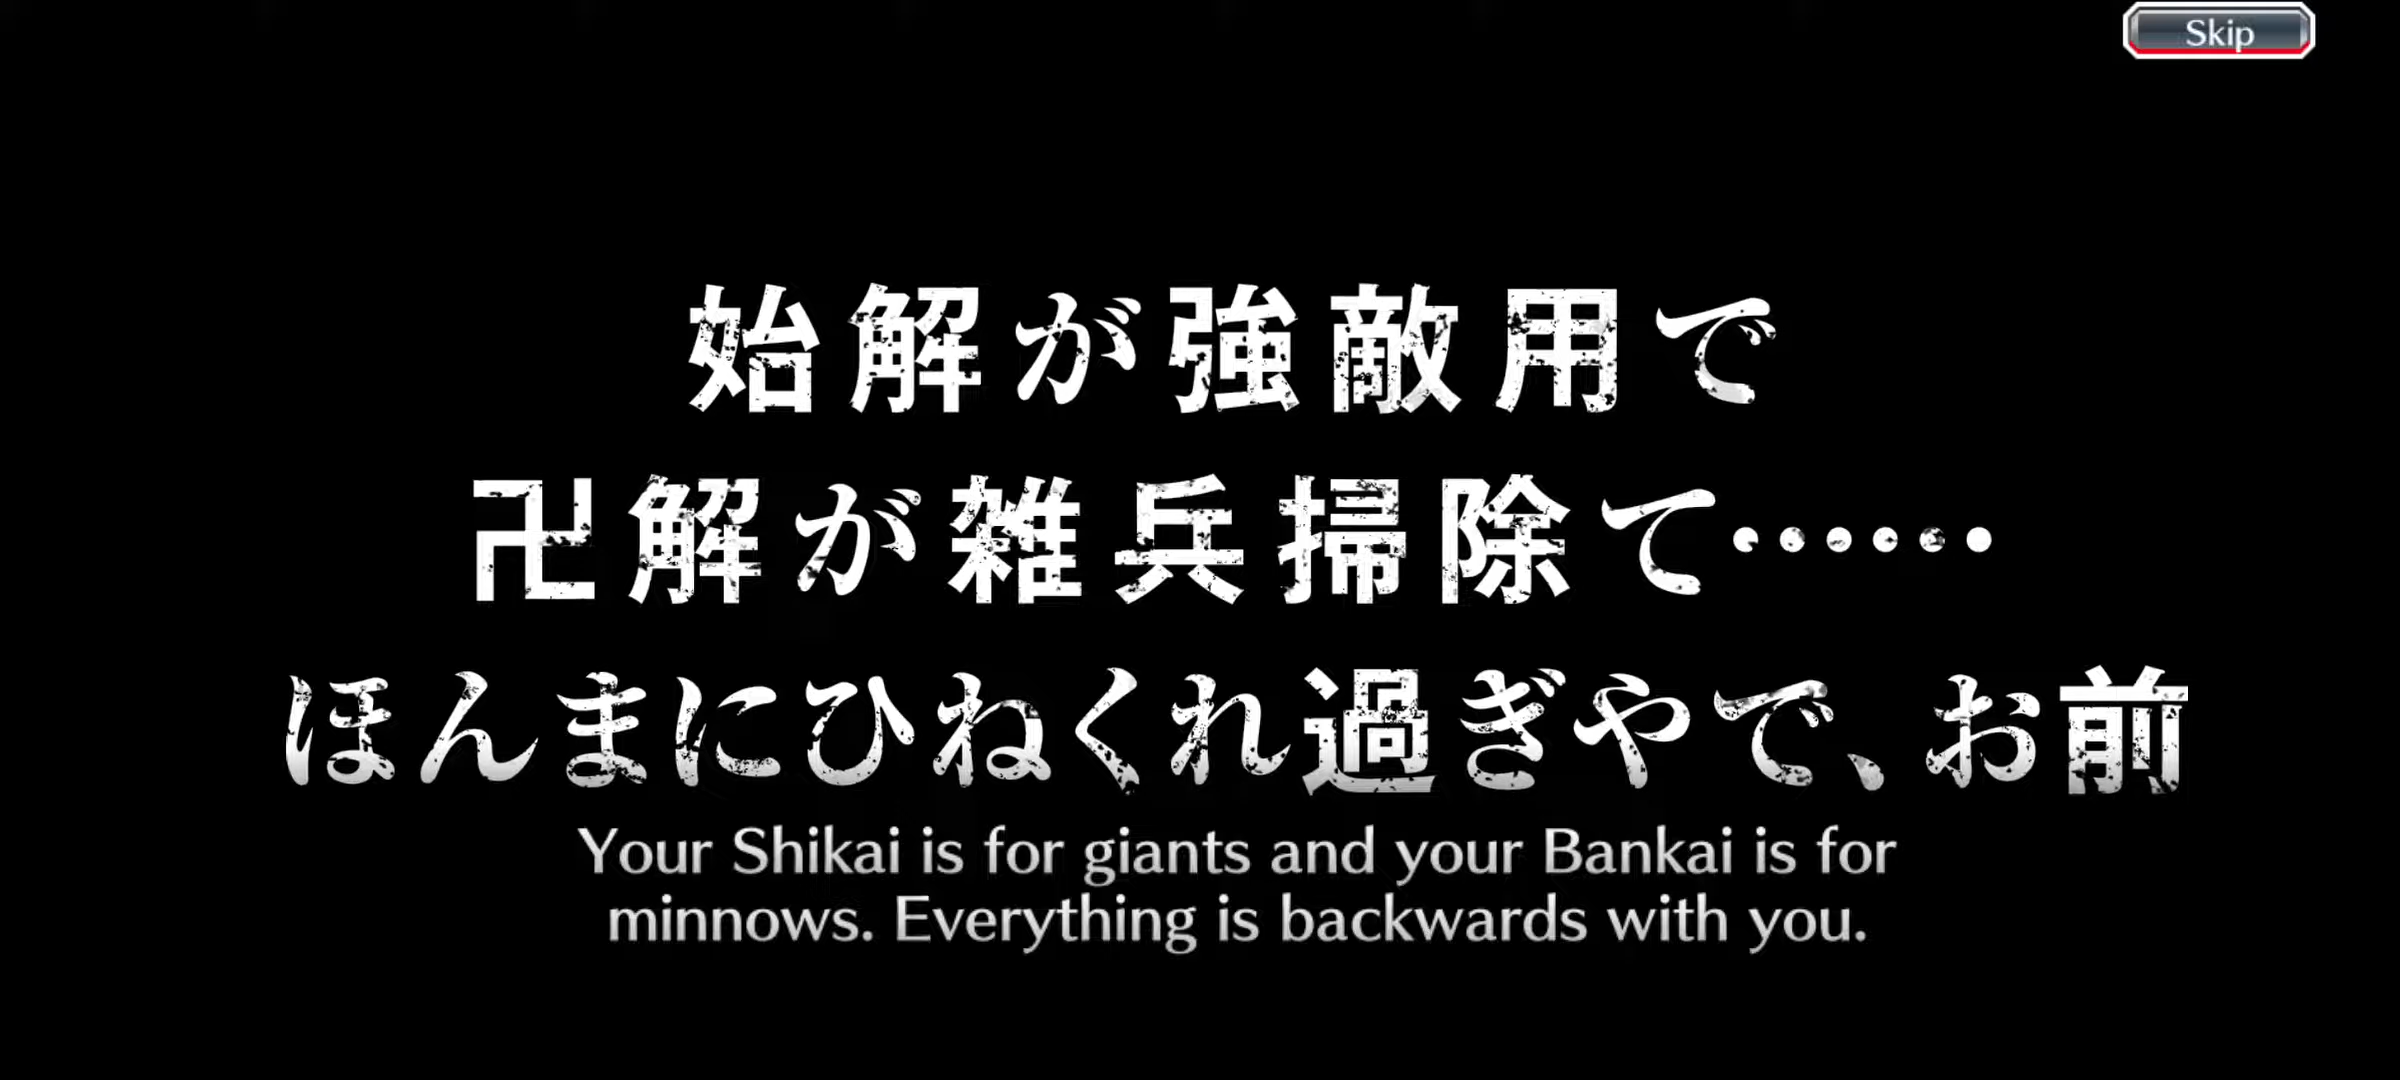 Skip
始解が強敵用で
卍解が雑兵掃除て……
ほんまにひねくれ過ぎやで、お前
Your Shikai is for giants and your Bankai is for
minnows. Everything is backwards with you.